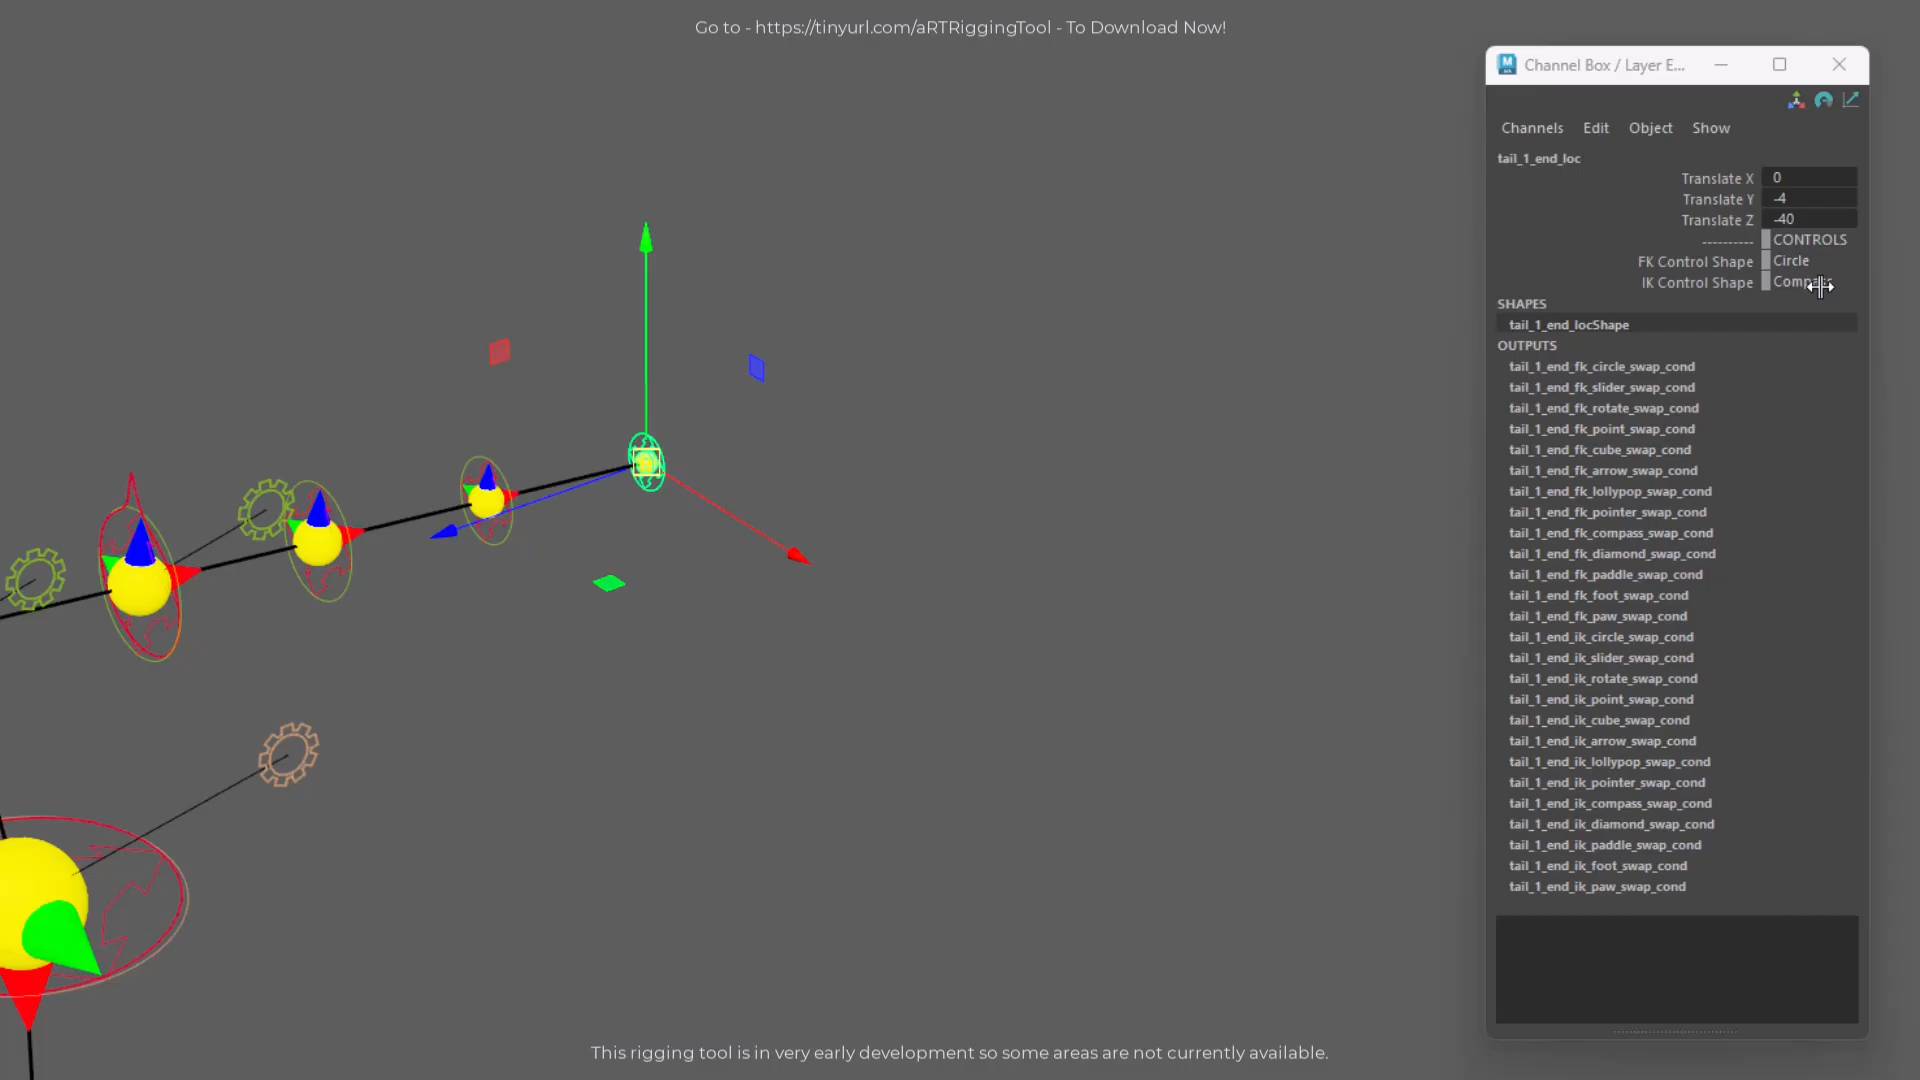 Go to - https://tinyurl.com/aRTRiggingTool - To Download Now!
Channel Box / Layer E...
Channels Edit Object Show
tail_1_end_loc
Translate X 0
Translate Y -4
Translate Z -40
---------- CONTROLS
FK Control Shape Circle
IK Control Shape Compass
SHAPES
tail_1_end_locShape
OUTPUTS
tail_1_end_fk_circle_swap_cond
tail_1_end_fk_slider_swap_cond
tail_1_end_fk_rotate_swap_cond
tail_1_end_fk_point_swap_cond
tail_1_end_fk_cube_swap_cond
tail_1_end_fk_arrow_swap_cond
tail_1_end_fk_lollypop_swap_cond
tail_1_end_fk_pointer_swap_cond
tail_1_end_fk_compass_swap_cond
tail_1_end_fk_diamond_swap_cond
tail_1_end_fk_paddle_swap_cond
tail_1_end_fk_foot_swap_cond
tail_1_end_fk_paw_swap_cond
tail_1_end_ik_circle_swap_cond
tail_1_end_ik_slider_swap_cond
tail_1_end_ik_rotate_swap_cond
tail_1_end_ik_point_swap_cond
tail_1_end_ik_cube_swap_cond
tail_1_end_ik_arrow_swap_cond
tail_1_end_ik_lollypop_swap_cond
tail_1_end_ik_pointer_swap_cond
tail_1_end_ik_compass_swap_cond
tail_1_end_ik_diamond_swap_cond
tail_1_end_ik_paddle_swap_cond
tail_1_end_ik_foot_swap_cond
tail_1_end_ik_paw_swap_cond
This rigging tool is in very early development so some areas are not currently available.